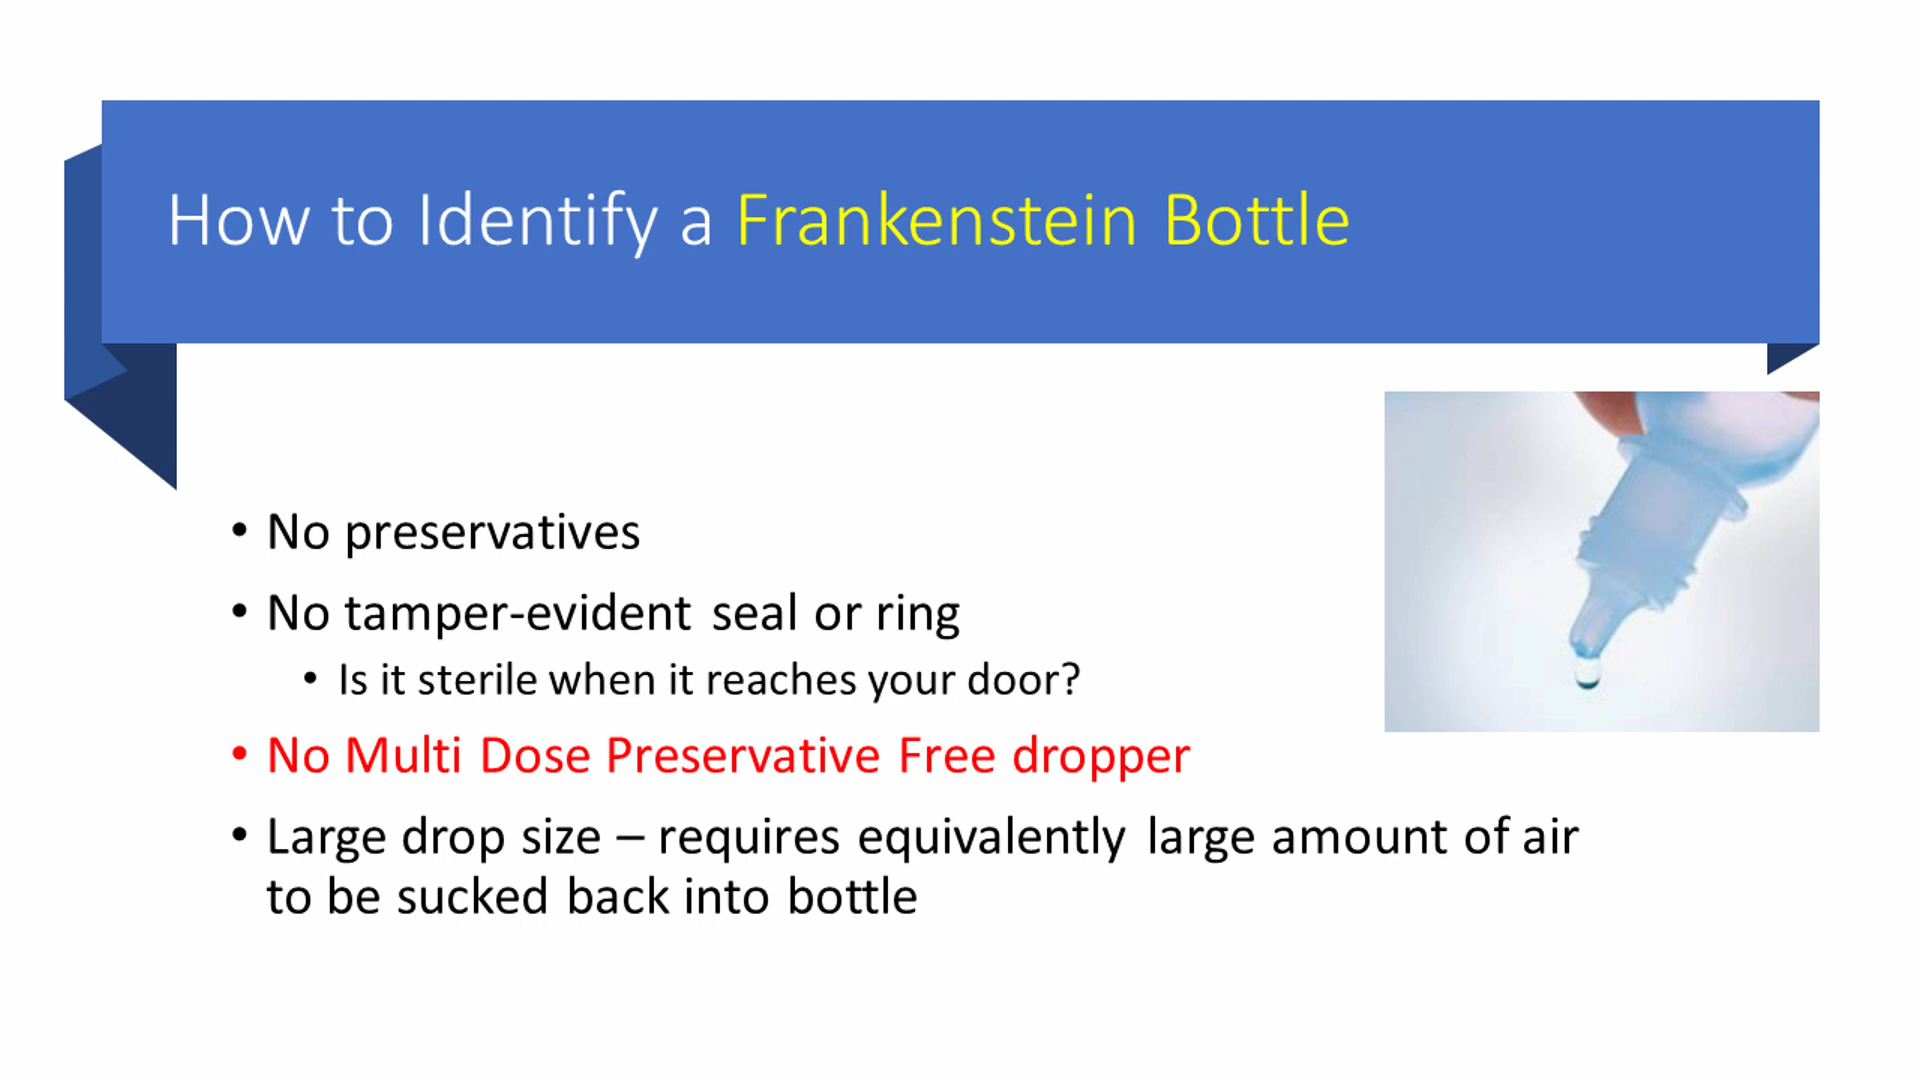 How to Identify a Frankenstein Bottle
• No preservatives
• No tamper-evident seal or ring
• Is it sterile when it reaches your door?
• No Multi Dose Preservative Free dropper
• Large drop size – requires equivalently large amount of air
to be sucked back into bottle